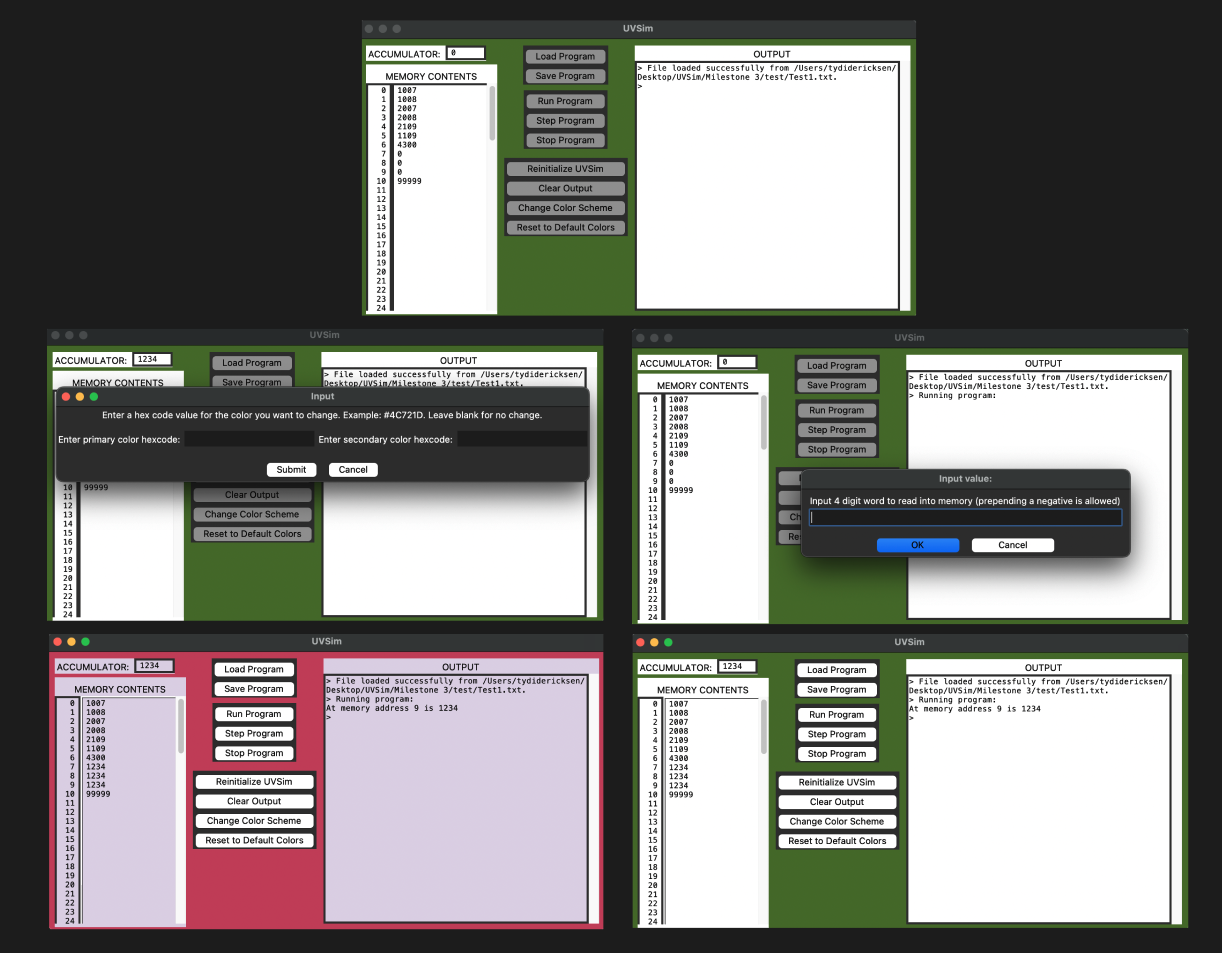 UVSim
ACCUMULATOR: 0
Load Program
Save Program
Run Program
Step Program
Stop Program
Reinitialize UVSim
Clear Output
Change Color Scheme
Reset to Default Colors
MEMORY CONTENTS
0 1007
1 1008
2 2007
3 2008
4 2109
5 1109
6 4300
7 0
8 0
9 0
10 99999
11
12
13
14
15
16
17
18
19
20
21
22
23
24
OUTPUT
> File loaded successfully from /Users/tydidericksen/
Desktop/UVSim/Milestone 3/test/Test1.txt.
>
UVSim
ACCUMULATOR: 1234
Load Program
Save Program
MEMORY CONTENTS
OUTPUT
> File loaded successfully from /Users/tydidericksen/
Desktop/UVSim/Milestone 3/test/Test1.txt.
Input
Enter a hex code value for the color you want to change. Example: #4C721D. Leave blank for no change.
Enter primary color hexcode:
Enter secondary color hexcode:
Submit
Cancel
10 99999
11
12
13
14
15
16
17
18
19
20
21
22
23
24
Clear Output
Change Color Scheme
Reset to Default Colors
UVSim
ACCUMULATOR: 0
Load Program
Save Program
Run Program
Step Program
Stop Program
MEMORY CONTENTS
0 1007
1 1008
2 2007
3 2008
4 2109
5 1109
6 4300
7 0
8 0
9 0
10 99999
11
12
13
14
15
16
17
18
19
20
21
22
23
24
OUTPUT
> File loaded successfully from /Users/tydidericksen/
Desktop/UVSim/Milestone 3/test/Test1.txt.
> Running program:
Input value:
Input 4 digit word to read into memory (prepending a negative is allowed)
OK
Cancel
UVSim
ACCUMULATOR: 1234
Load Program
Save Program
Run Program
Step Program
Stop Program
Reinitialize UVSim
Clear Output
Change Color Scheme
Reset to Default Colors
MEMORY CONTENTS
0 1007
1 1008
2 2007
3 2008
4 2109
5 1109
6 4300
7 1234
8 1234
9 1234
10 99999
11
12
13
14
15
16
17
18
19
20
21
22
23
24
OUTPUT
> File loaded successfully from /Users/tydidericksen/
Desktop/UVSim/Milestone 3/test/Test1.txt.
> Running program:
At memory address 9 is 1234
>
UVSim
ACCUMULATOR: 1234
Load Program
Save Program
Run Program
Step Program
Stop Program
Reinitialize UVSim
Clear Output
Change Color Scheme
Reset to Default Colors
MEMORY CONTENTS
0 1007
1 1008
2 2007
3 2008
4 2109
5 1109
6 4300
7 1234
8 1234
9 1234
10 99999
11
12
13
14
15
16
17
18
19
20
21
22
23
24
OUTPUT
> File loaded successfully from /Users/tydidericksen/
Desktop/UVSim/Milestone 3/test/Test1.txt.
> Running program:
At memory address 9 is 1234
>